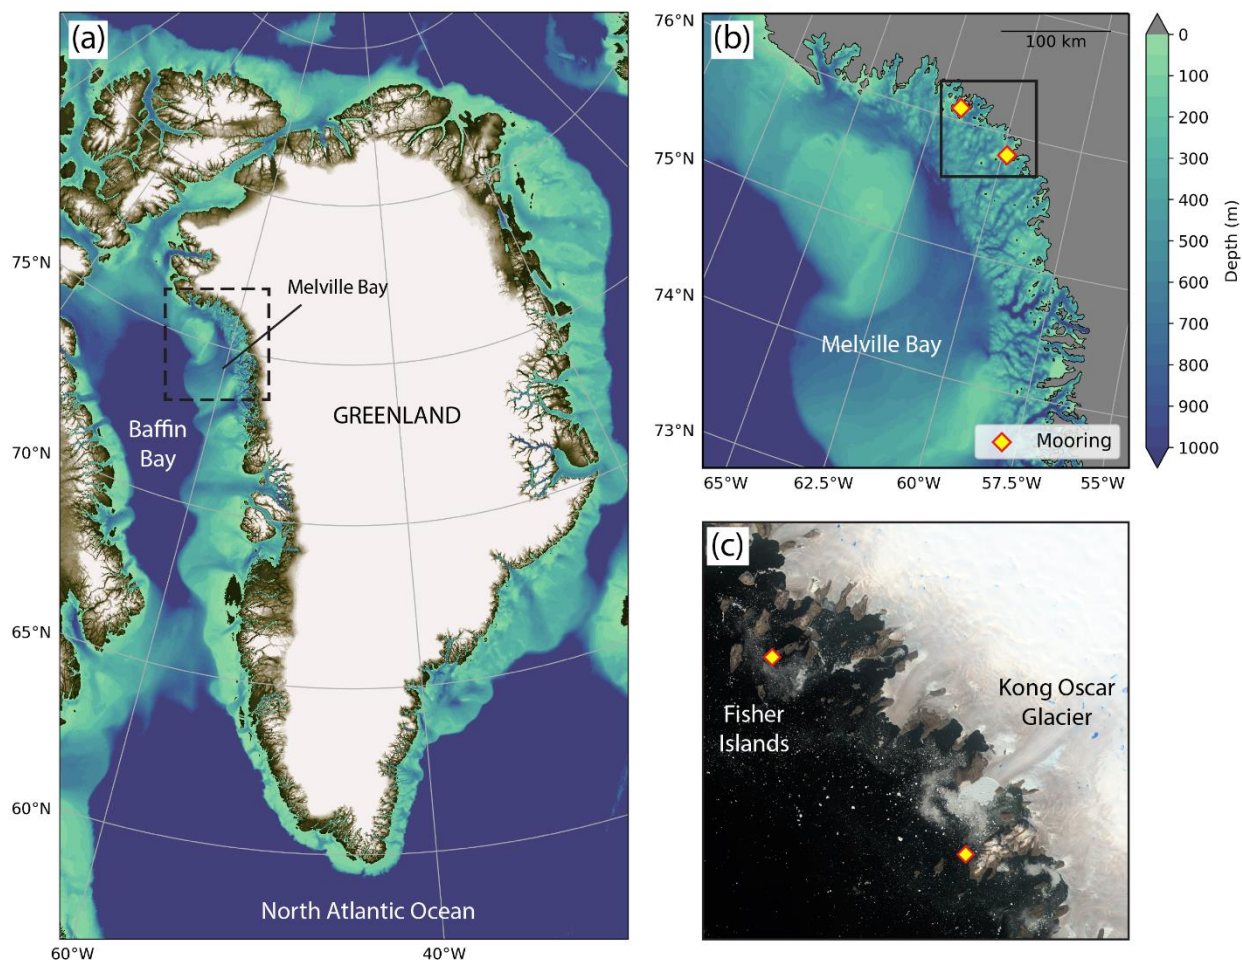 (a)
75°N
70°N
65°N
60°N
60°W
40°W
Melville Bay
GREENLAND
Baffin
Bay
North Atlantic Ocean
(b)
76°N
75°N
74°N
73°N
65°W
62.5°W
60°W
57.5°W
55°W
100 km
Melville Bay
Mooring
0
100
200
300
400
500
600
700
800
900
1000
Depth (m)
(c)
Kong Oscar
Glacier
Fisher
Islands